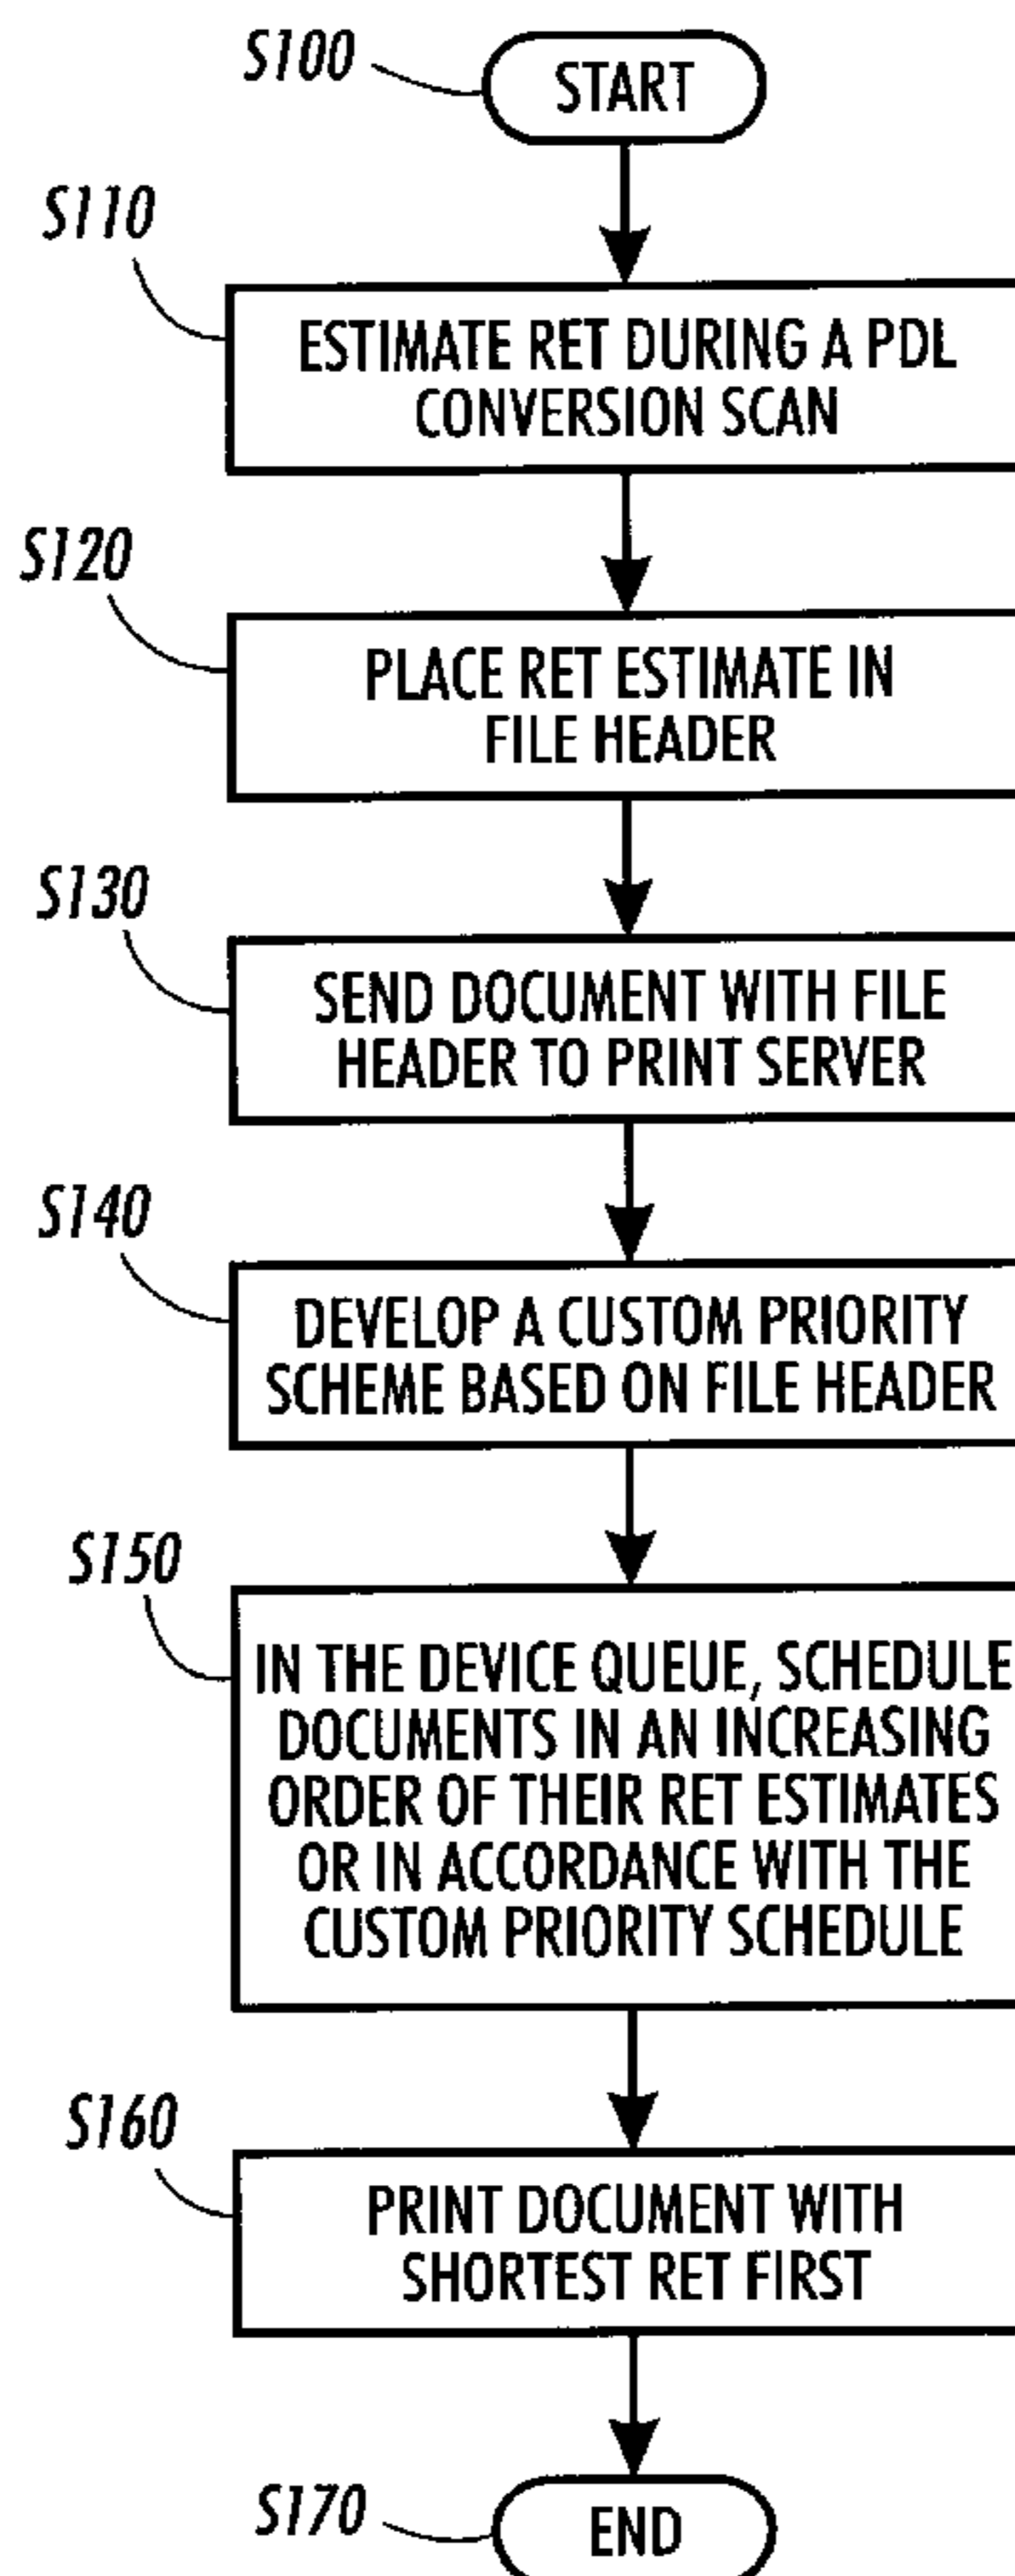 S100
START
S110
ESTIMATE RET DURING A PDL
CONVERSION SCAN
S120
PLACE RET ESTIMATE IN
FILE HEADER
S130
SEND DOCUMENT WITH FILE
HEADER TO PRINT SERVER
S140
DEVELOP A CUSTOM PRIORITY
SCHEME BASED ON FILE HEADER
S150
IN THE DEVICE QUEUE, SCHEDULE
DOCUMENTS IN AN INCREASING
ORDER OF THEIR RET ESTIMATES
OR IN ACCORDANCE WITH THE
CUSTOM PRIORITY SCHEDULE
S160
PRINT DOCUMENT WITH
SHORTEST RET FIRST
S170
END